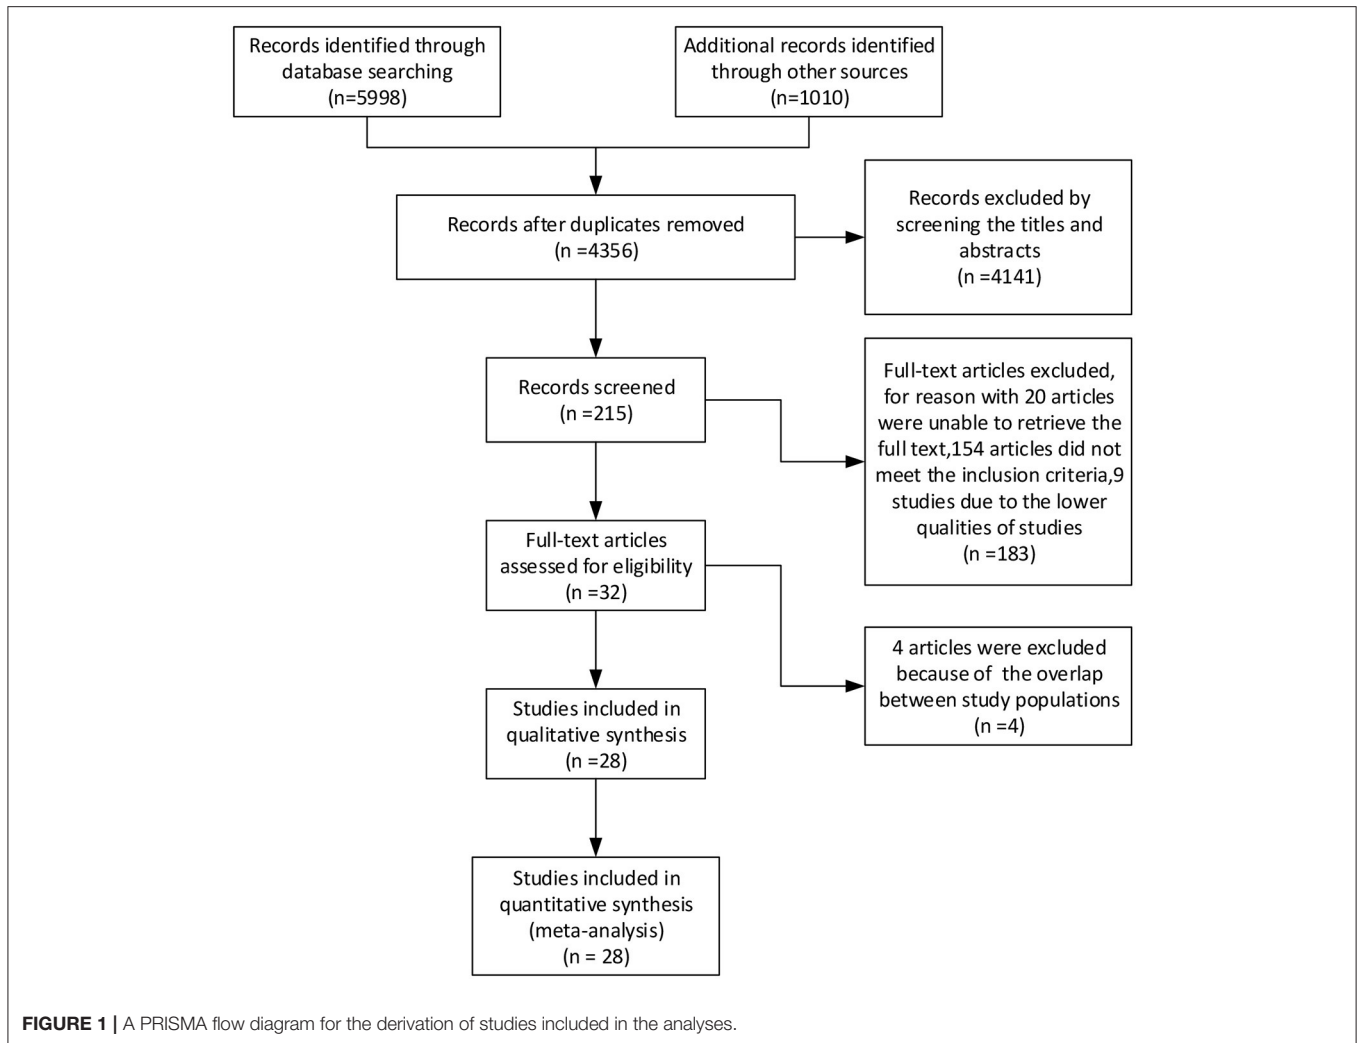 Records identified through
database searching
(n=5998)
Additional records identified
through other sources
(n=1010)
Records after duplicates removed
(n =4356)
Records excluded by
screening the titles and
abstracts
(n =4141)
Records screened
(n =215)
Full-text articles excluded,
for reason with 20 articles
were unable to retrieve the
full text,154 articles did not
meet the inclusion criteria,9
studies due to the lower
qualities of studies
(n =183)
Full-text articles
assessed for eligibility
(n =32)
4 articles were excluded
because of  the overlap
between study populations
(n =4)
Studies included in
qualitative synthesis
(n =28)
Studies included in
quantitative synthesis
(meta-analysis)
(n = 28)
FIGURE 1 | A PRISMA flow diagram for the derivation of studies included in the analyses.